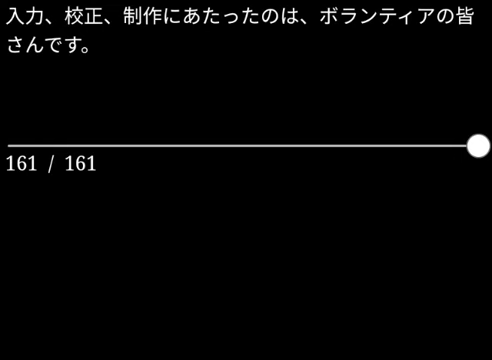 入力、校正、制作にあたったのは、ボランティアの皆
さんです。
161 / 161